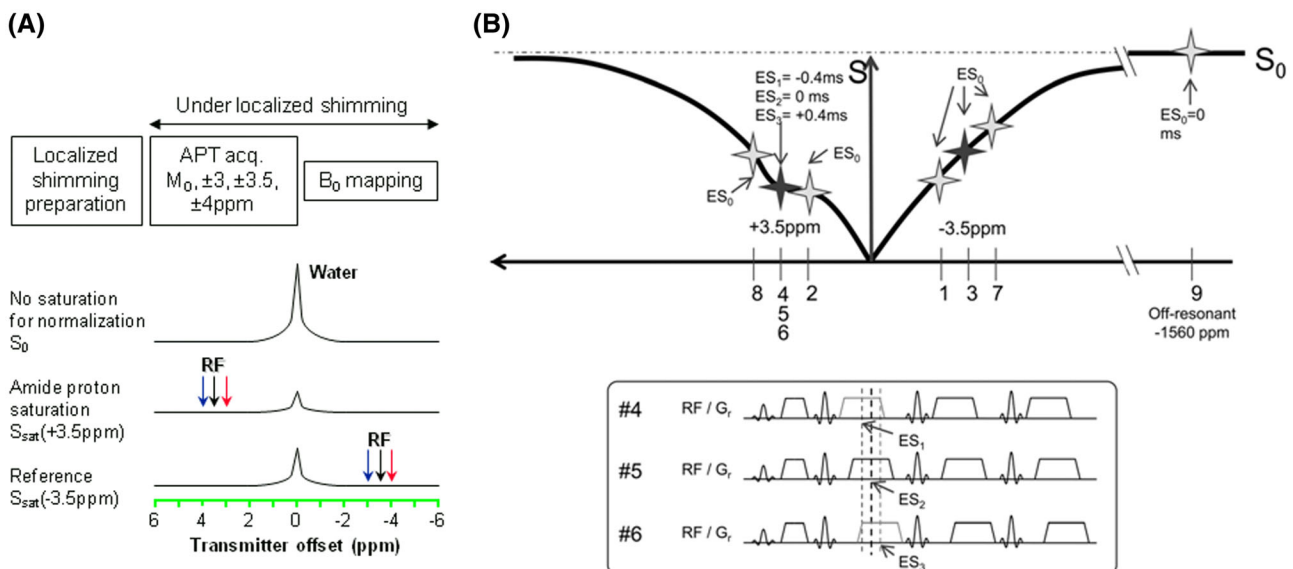 (A)
Under localized shimming
Localized
shimming
preparation
APT acq.
M₀, ±3, ±3.5,
±4ppm
B₀ mapping
Water
No saturation
for normalization
S₀
RF
Amide proton
saturation
Sₛₐₜ(+3.5ppm)
RF
Reference
Sₛₐₜ(-3.5ppm)
6 4 2 0 -2 -4 -6
Transmitter offset (ppm)
(B)
S
S₀
ES₁= -0.4ms
ES₂= 0 ms
ES₃= +0.4ms
ES₀
ES₀
ES₀
ES₀=0
ms
+3.5ppm
-3.5ppm
8 4 2 1 3 7 9
5
6
Off-resonant
-1560 ppm
#4 RF / Gᵣ
ES₁
#5 RF / Gᵣ
ES₂
#6 RF / Gᵣ
ES₃